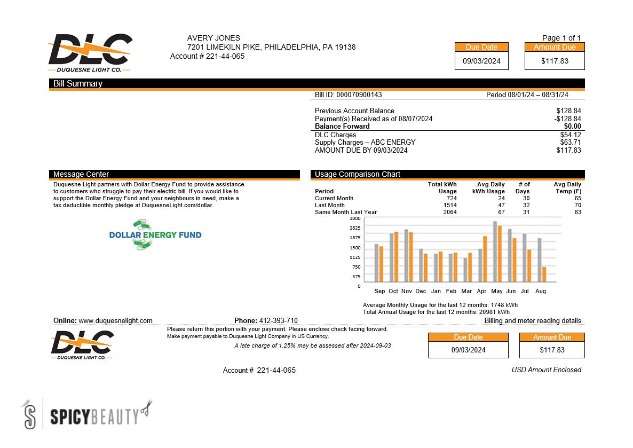 DLC
DUQUESNE LIGHT CO.
AVERY JONES
7201 LIMEKILN PIKE, PHILADELPHIA, PA 19138
Account # 221-44-065
Page 1 of 1
Due Date
Amount Due
09/03/2024
$117.83
Bill Summary
Bill ID: 000070900143 Period 08/01/24 – 08/31/24
Previous Account Balance $128.84
Payment(s) Received as of 08/07/2024 -$128.84
Balance Forward $0.00
DLC Charges $54.12
Supply Charges – ABC ENERGY $63.71
AMOUNT DUE BY 09/03/2024 $117.83
Message Center
Duquesne Light partners with Dollar Energy Fund to provide assistance
to customers who struggle to pay their electric bill. If you would like to
support the Dollar Energy Fund and your neighbours in need, make a
tax deductible monthly pledge at DuquesneLight.com/dollar.
DOLLAR ENERGY FUND
Usage Comparison Chart
Total kWh Avg Daily # of Avg Daily
Period Usage kWh Usage Days Temp (F)
Current Month 724 24 30 65
Last Month 1514 47 32 70
Same Month Last Year 2064 67 31 63
3000
2625
1875
1500
1125
750
375
0
Sep Oct Nov Dec Jan Feb Mar Apr May Jun Jul Aug
Average Monthly Usage for the last 12 months: 1748 kWh
Total Annual Usage for the last 12 months: 20981 kWh
Online: www.duquesnelight.com Phone: 412-393-710 Billing and meter reading details
DLC
DUQUESNE LIGHT CO.
Please return this portion with your payment. Please enclose check facing forward.
Make payment payable to Duquesne Light Company in US Currency.
A late charge of 1.25% may be assessed after 2024-09-03
Due Date
Amount Due
09/03/2024
$117.83
Account # 221-44-065
USD Amount Enclosed
SPICYBEAUTY